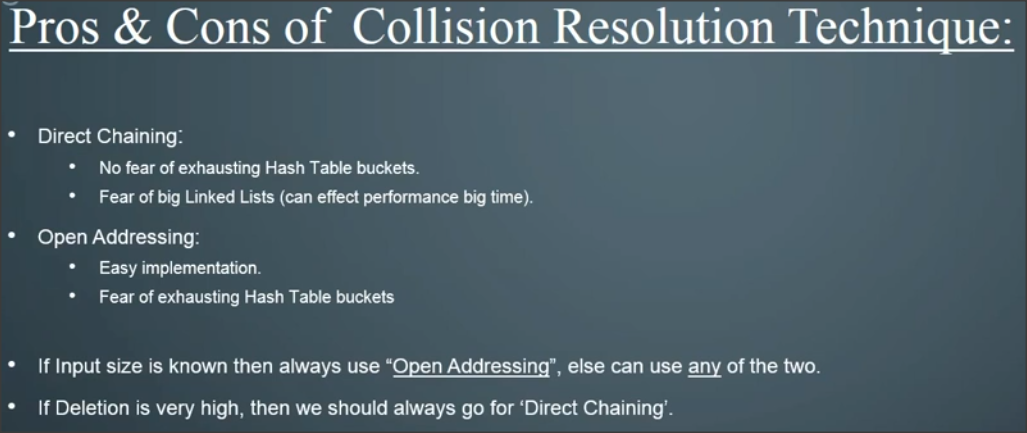 Pros & Cons of Collision Resolution Technique:
• Direct Chaining:
• No fear of exhausting Hash Table buckets.
• Fear of big Linked Lists (can effect performance big time).
• Open Addressing:
• Easy implementation.
• Fear of exhausting Hash Table buckets
• If Input size is known then always use “Open Addressing”, else can use any of the two.
• If Deletion is very high, then we should always go for ‘Direct Chaining’.